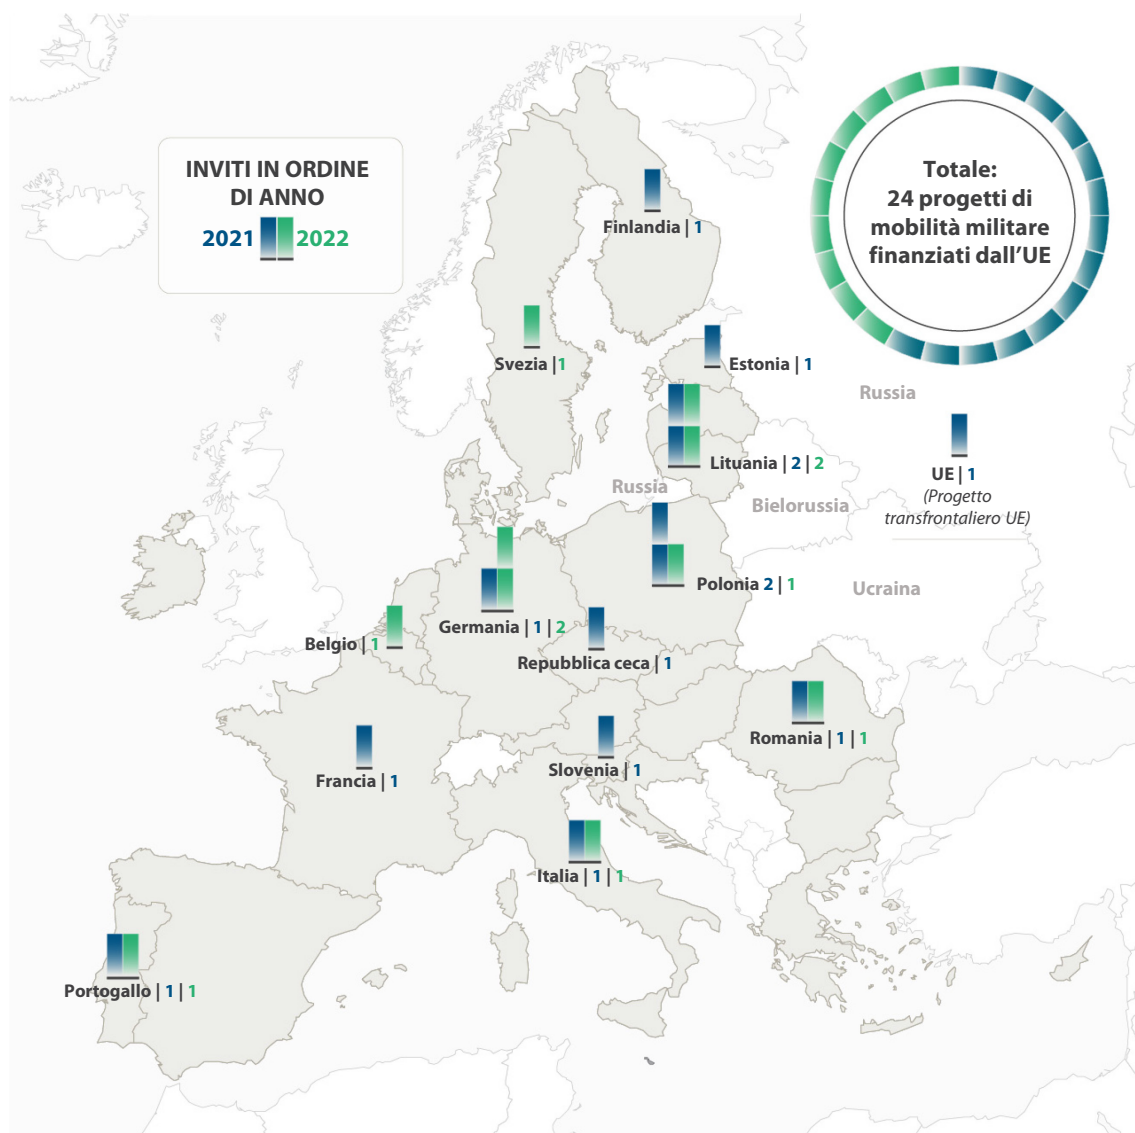 INVITI IN ORDINE
DI ANNO
2021 2022
Totale:
24 progetti di
mobilità militare
finanziati dall'UE
Finlandia | 1
Svezia |1
Estonia | 1
Russia
Lituania | 2 | 2
UE | 1
(Progetto
transfrontaliero UE)
Russia
Bielorussia
Polonia 2 | 1
Ucraina
Germania | 1 | 2
Belgio | 1
Repubblica ceca | 1
Romania | 1 | 1
Slovenia | 1
Francia | 1
Italia | 1 | 1
Portogallo | 1 | 1